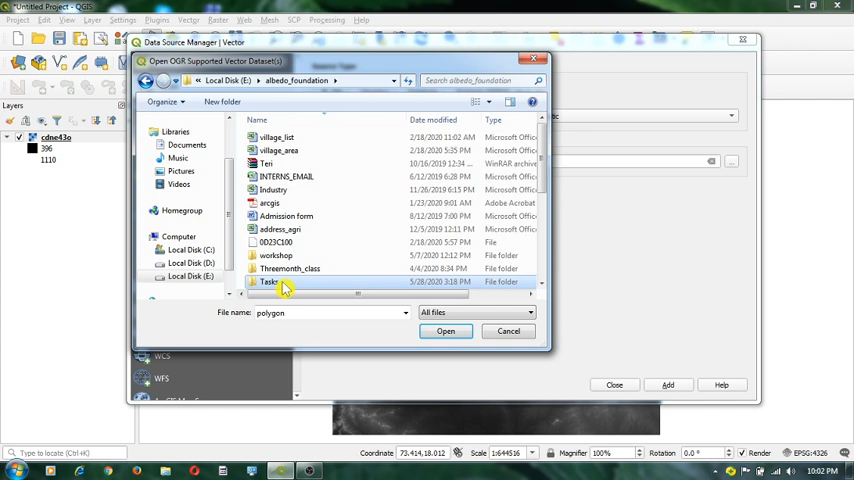 *Untitled Project - QGIS
Project Edit View Layer Settings Plugins Vector Raster Web Mesh SCP Processing Help
Data Source Manager | Vector
Open OGR Supported Vector Dataset(s)
« Local Disk (E:) ▸ albedo_foundation ▸
Search albedo_foundation
Organize New folder
Layers
cdne43o
396
1110
Name Date modified Type
Libraries
Documents
Music
Pictures
Videos
Homegroup
Computer
Local Disk (C:)
Local Disk (D:)
Local Disk (E:)
village_list 2/18/2020 11:02 AM Microsoft Office
village_area 2/18/2020 5:35 PM Microsoft Office
Teri 10/16/2019 12:34 ... WinRAR archive
INTERNS_EMAIL 6/12/2019 6:28 PM Microsoft Office
Industry 11/26/2019 6:15 PM Microsoft Office
arcgis 1/23/2020 9:01 AM Adobe Acrobat
Admission form 8/12/2019 7:00 PM Microsoft Office
address_agri 12/5/2019 12:11 PM Microsoft Office
0D23C100 2/18/2020 5:57 PM File
workshop 5/7/2020 12:12 PM File folder
Threemonth_class 4/4/2020 8:34 PM File folder
Tasks 5/28/2020 3:18 PM File folder
File name: polygon All files
Open Cancel
WCS
WFS
Close Add Help
Type to locate (Ctrl+K) Coordinate 73.414,18.012 Scale 1:644516 Magnifier 100% Rotation 0.0 ° Render EPSG:4326
10:02 PM